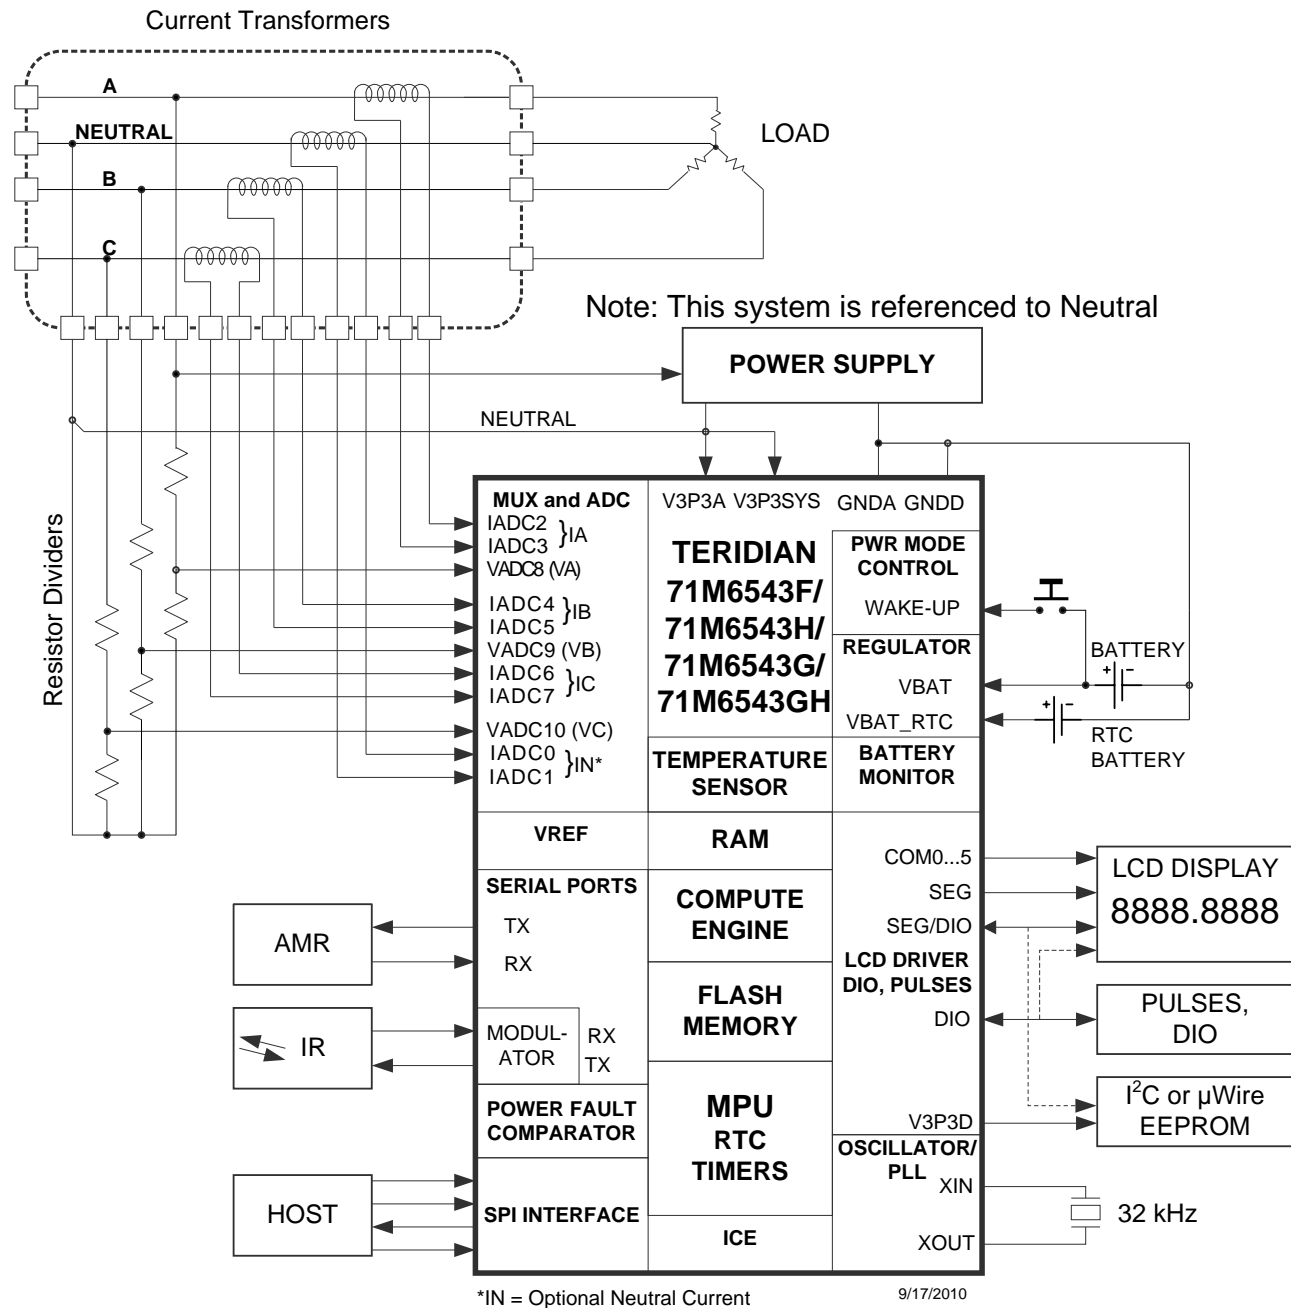 Current Transformers
A
NEUTRAL
B
C
LOAD
Note: This system is referenced to Neutral
POWER SUPPLY
NEUTRAL
Resistor Dividers
MUX and ADC
IADC2
IADC3
}IA
VADC8 (VA)
IADC4
IADC5
}IB
VADC9 (VB)
IADC6
IADC7
}IC
VADC10 (VC)
IADC0
IADC1
}IN*
V3P3A V3P3SYS
GNDA GNDD
TERIDIAN
71M6543F/
71M6543H/
71M6543G/
71M6543GH
PWR MODE
CONTROL
WAKE-UP
REGULATOR
VBAT
VBAT_RTC
BATTERY
+ -
+ -
RTC
BATTERY
TEMPERATURE
SENSOR
BATTERY
MONITOR
VREF
RAM
COM0...5
SEG
SEG/DIO
LCD DRIVER
DIO, PULSES
DIO
V3P3D
LCD DISPLAY
8888.8888
PULSES,
DIO
I²C or µWire
EEPROM
SERIAL PORTS
TX
RX
AMR
IR
MODUL-
ATOR
RX
TX
COMPUTE
ENGINE
FLASH
MEMORY
MPU
RTC
TIMERS
POWER FAULT
COMPARATOR
OSCILLATOR/
PLL
XIN
XOUT
32 kHz
HOST
SPI INTERFACE
ICE
*IN = Optional Neutral Current
9/17/2010